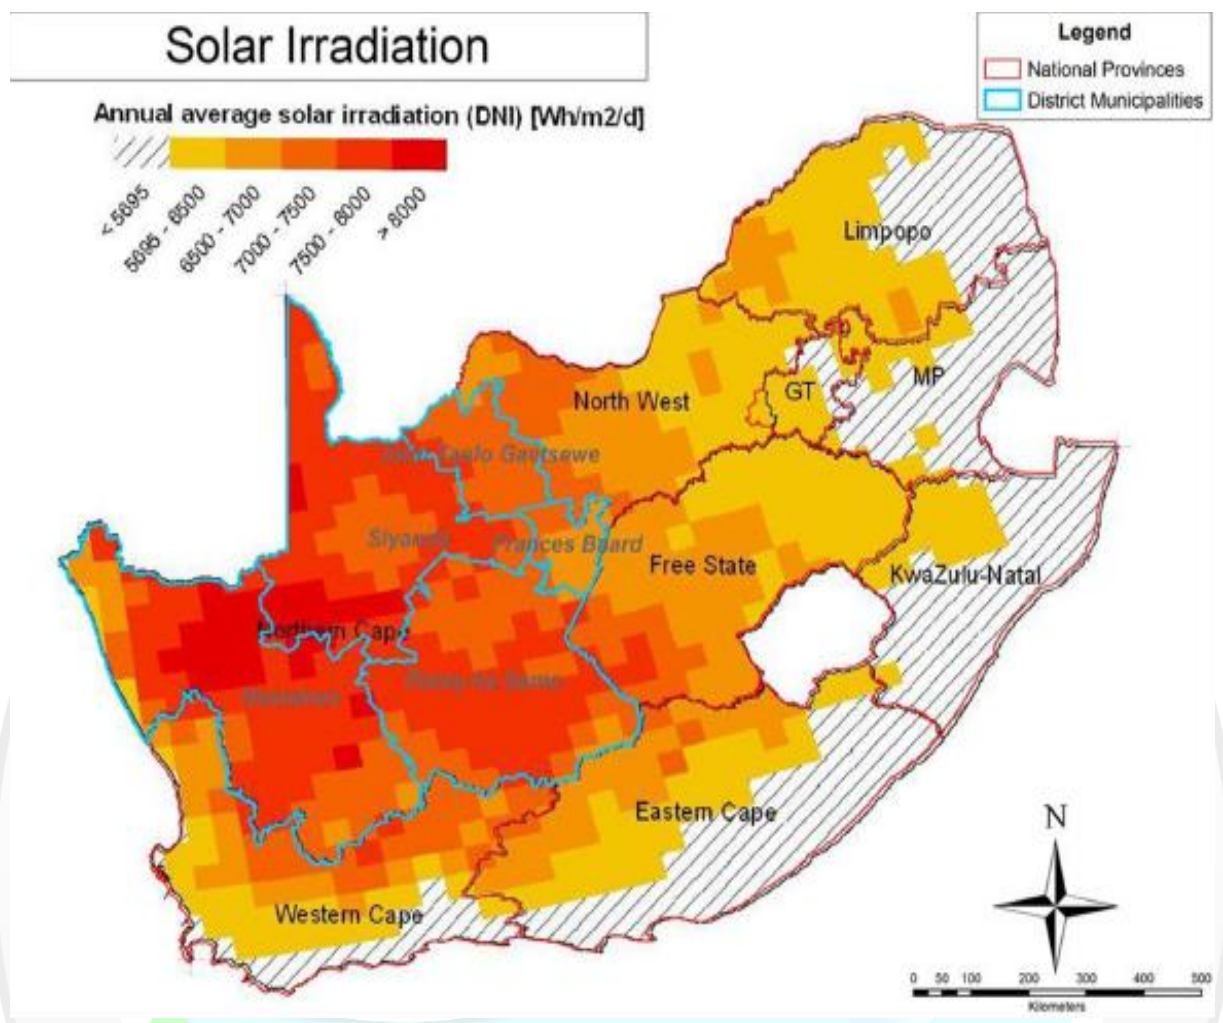 Solar Irradiation
Legend
National Provinces
District Municipalities
Annual average solar irradiation (DNI) [Wh/m2/d]
< 5695
5695 - 6500
6500 - 7000
7000 - 7500
7500 - 8000
> 8000
Limpopo
MP
GT
North West
Gaetsewe
Siyanda
Frances Baard
Free State
KwaZulu-Natal
Northern Cape
Eastern Cape
Western Cape
N
0 50 100 200 300 400 500
Kilometers